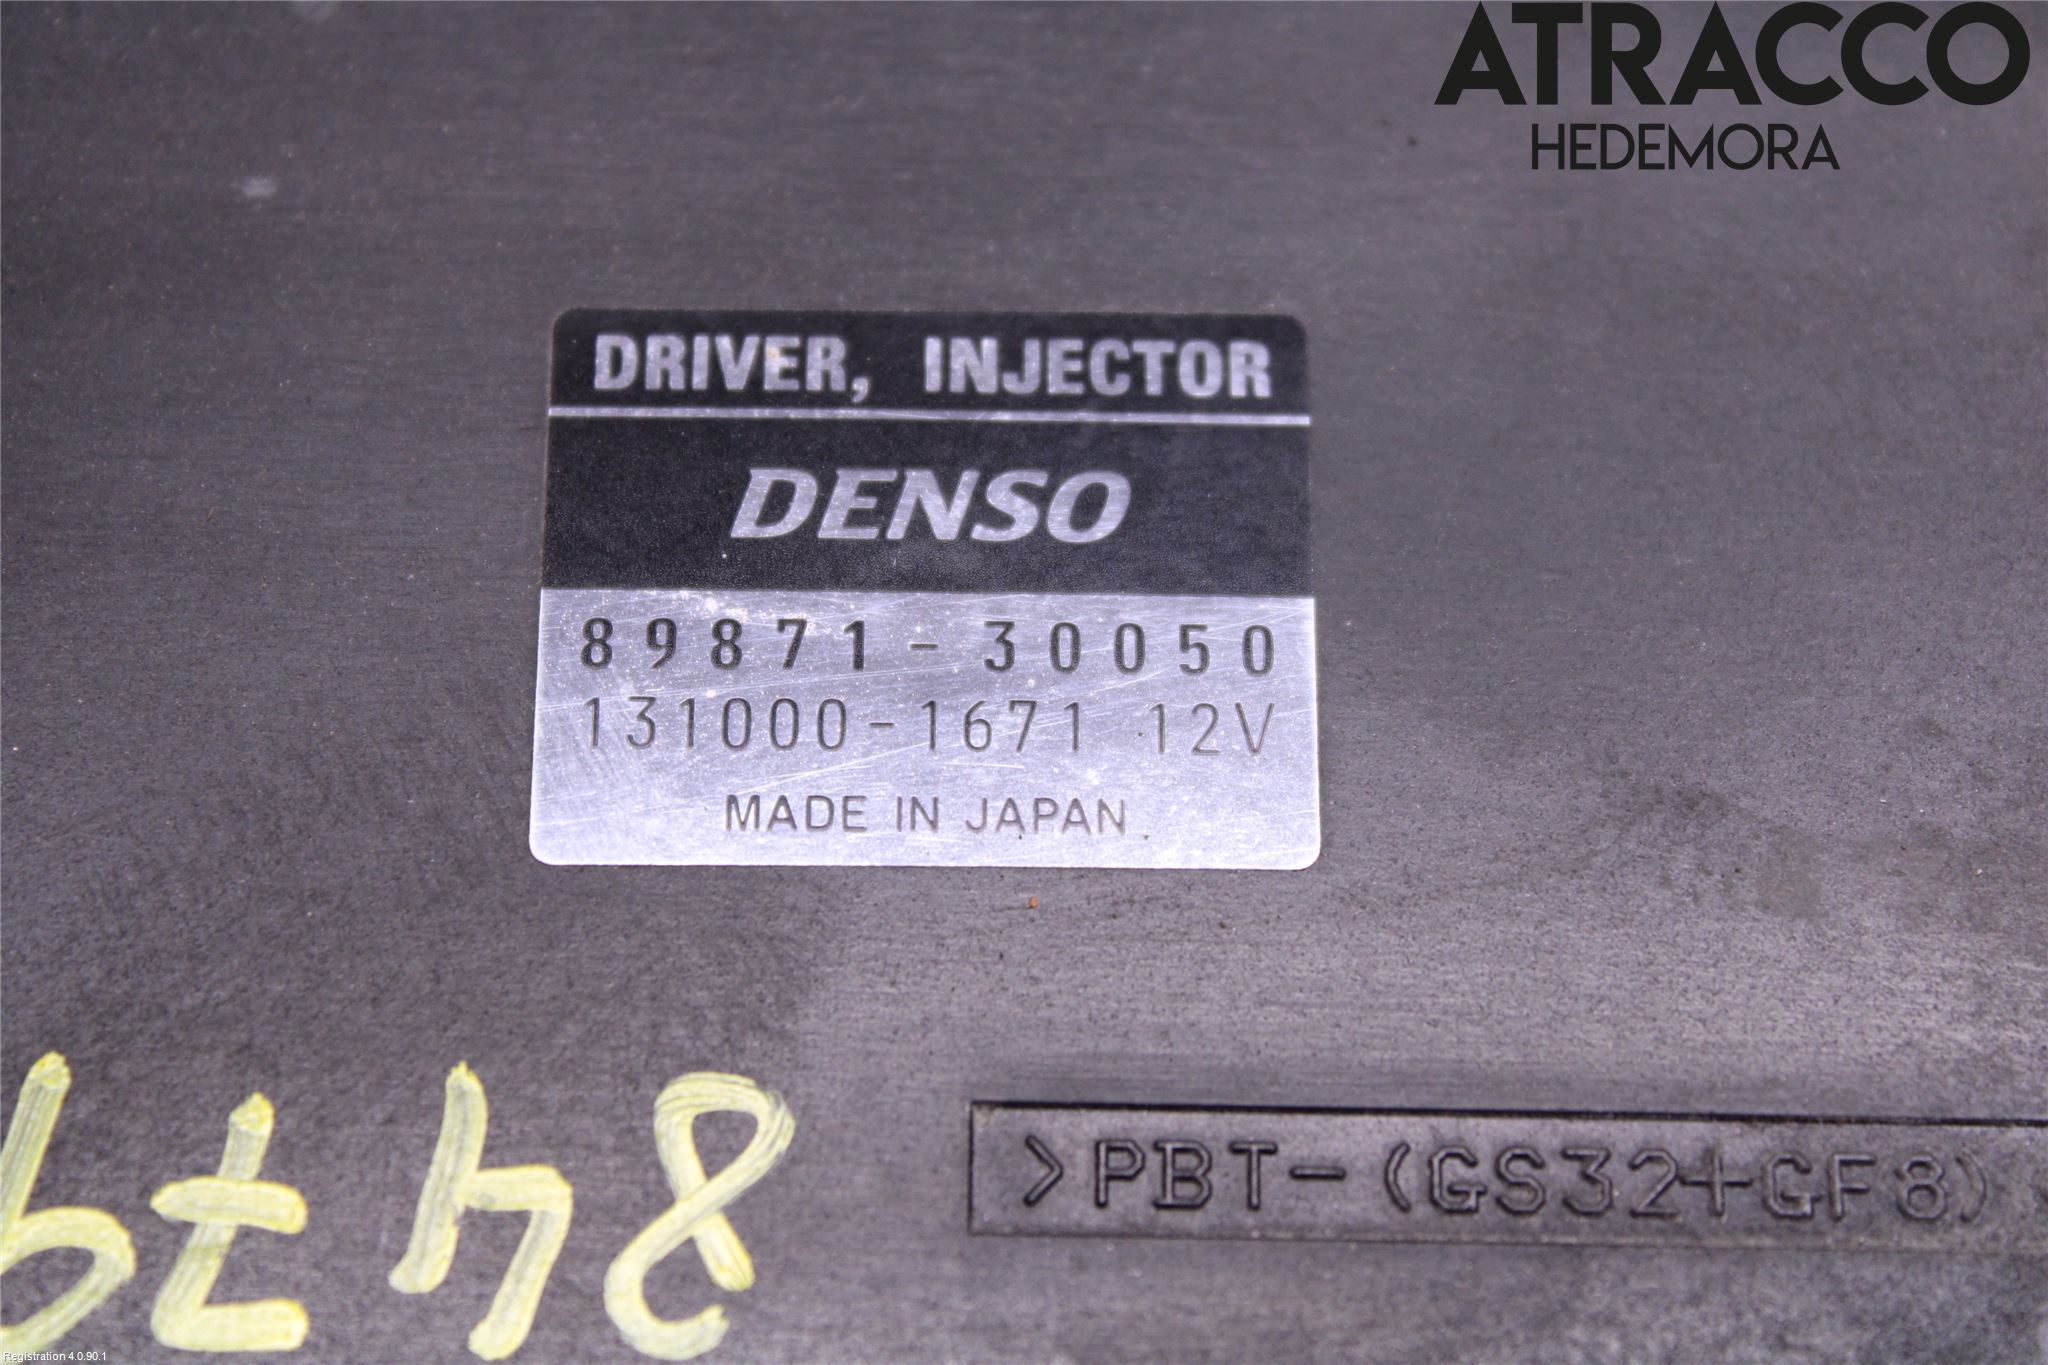 ATRACCO
HEDEMORA
DRIVER, INJECTOR
DENSO
89871-30050
131000-1671 12V
MADE IN JAPAN
>PBT-(GS32+GF8)
Registration 4.0.90.1